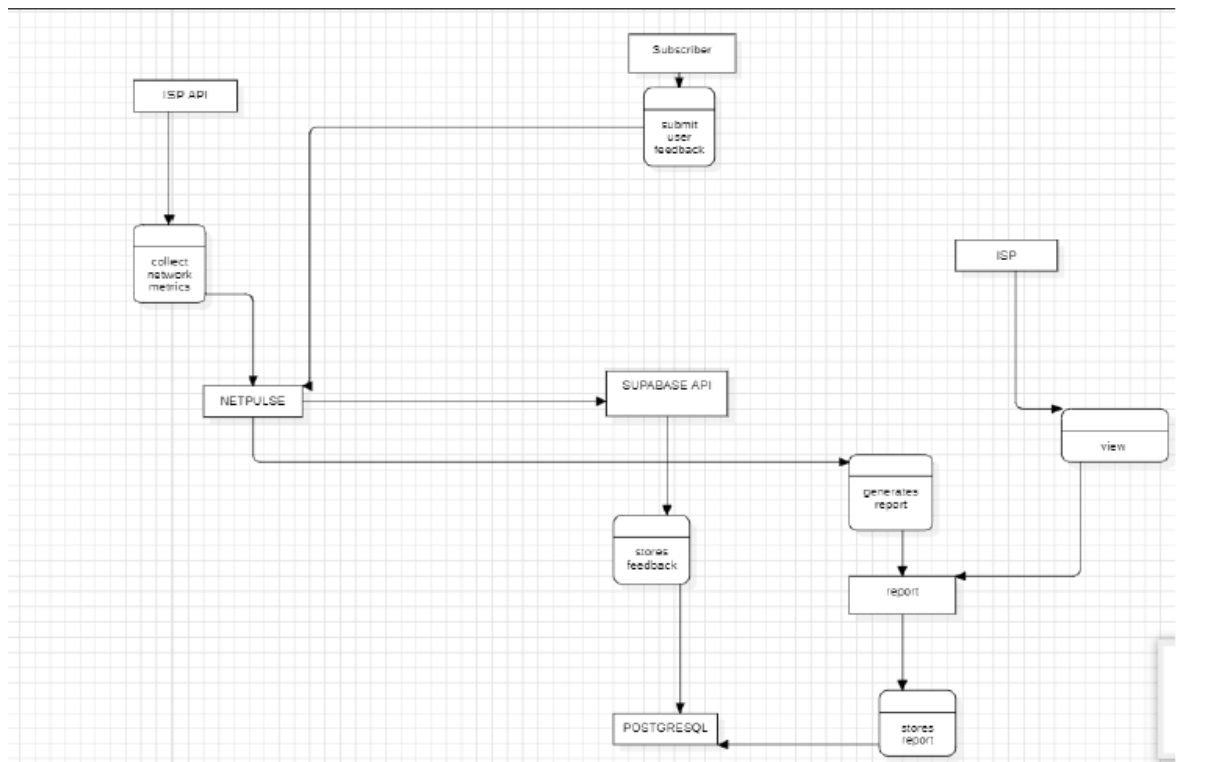 Subscriber
ISP API
submit
user
feedback
collect
network
metrics
ISP
SUPABASE API
NETPULSE
view
generates
report
stores
feedback
report
POSTGRESQL
stores
report